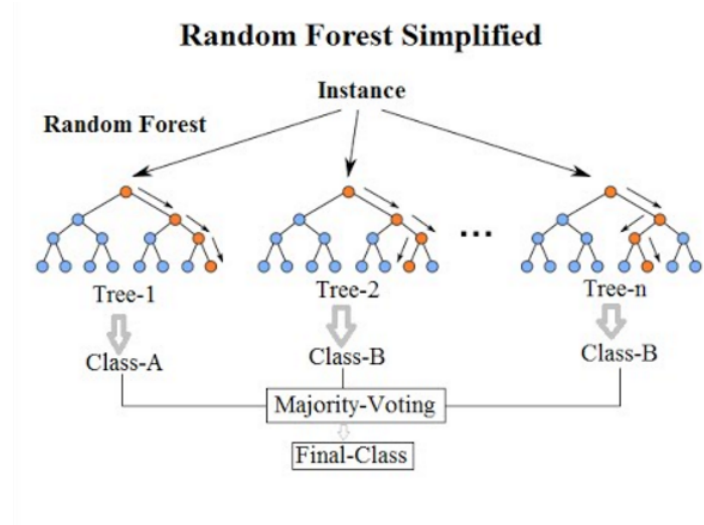 Random Forest Simplified
Instance
Random Forest
...
Tree-1
Tree-2
Tree-n
Class-A
Class-B
Class-B
Majority-Voting
Final-Class